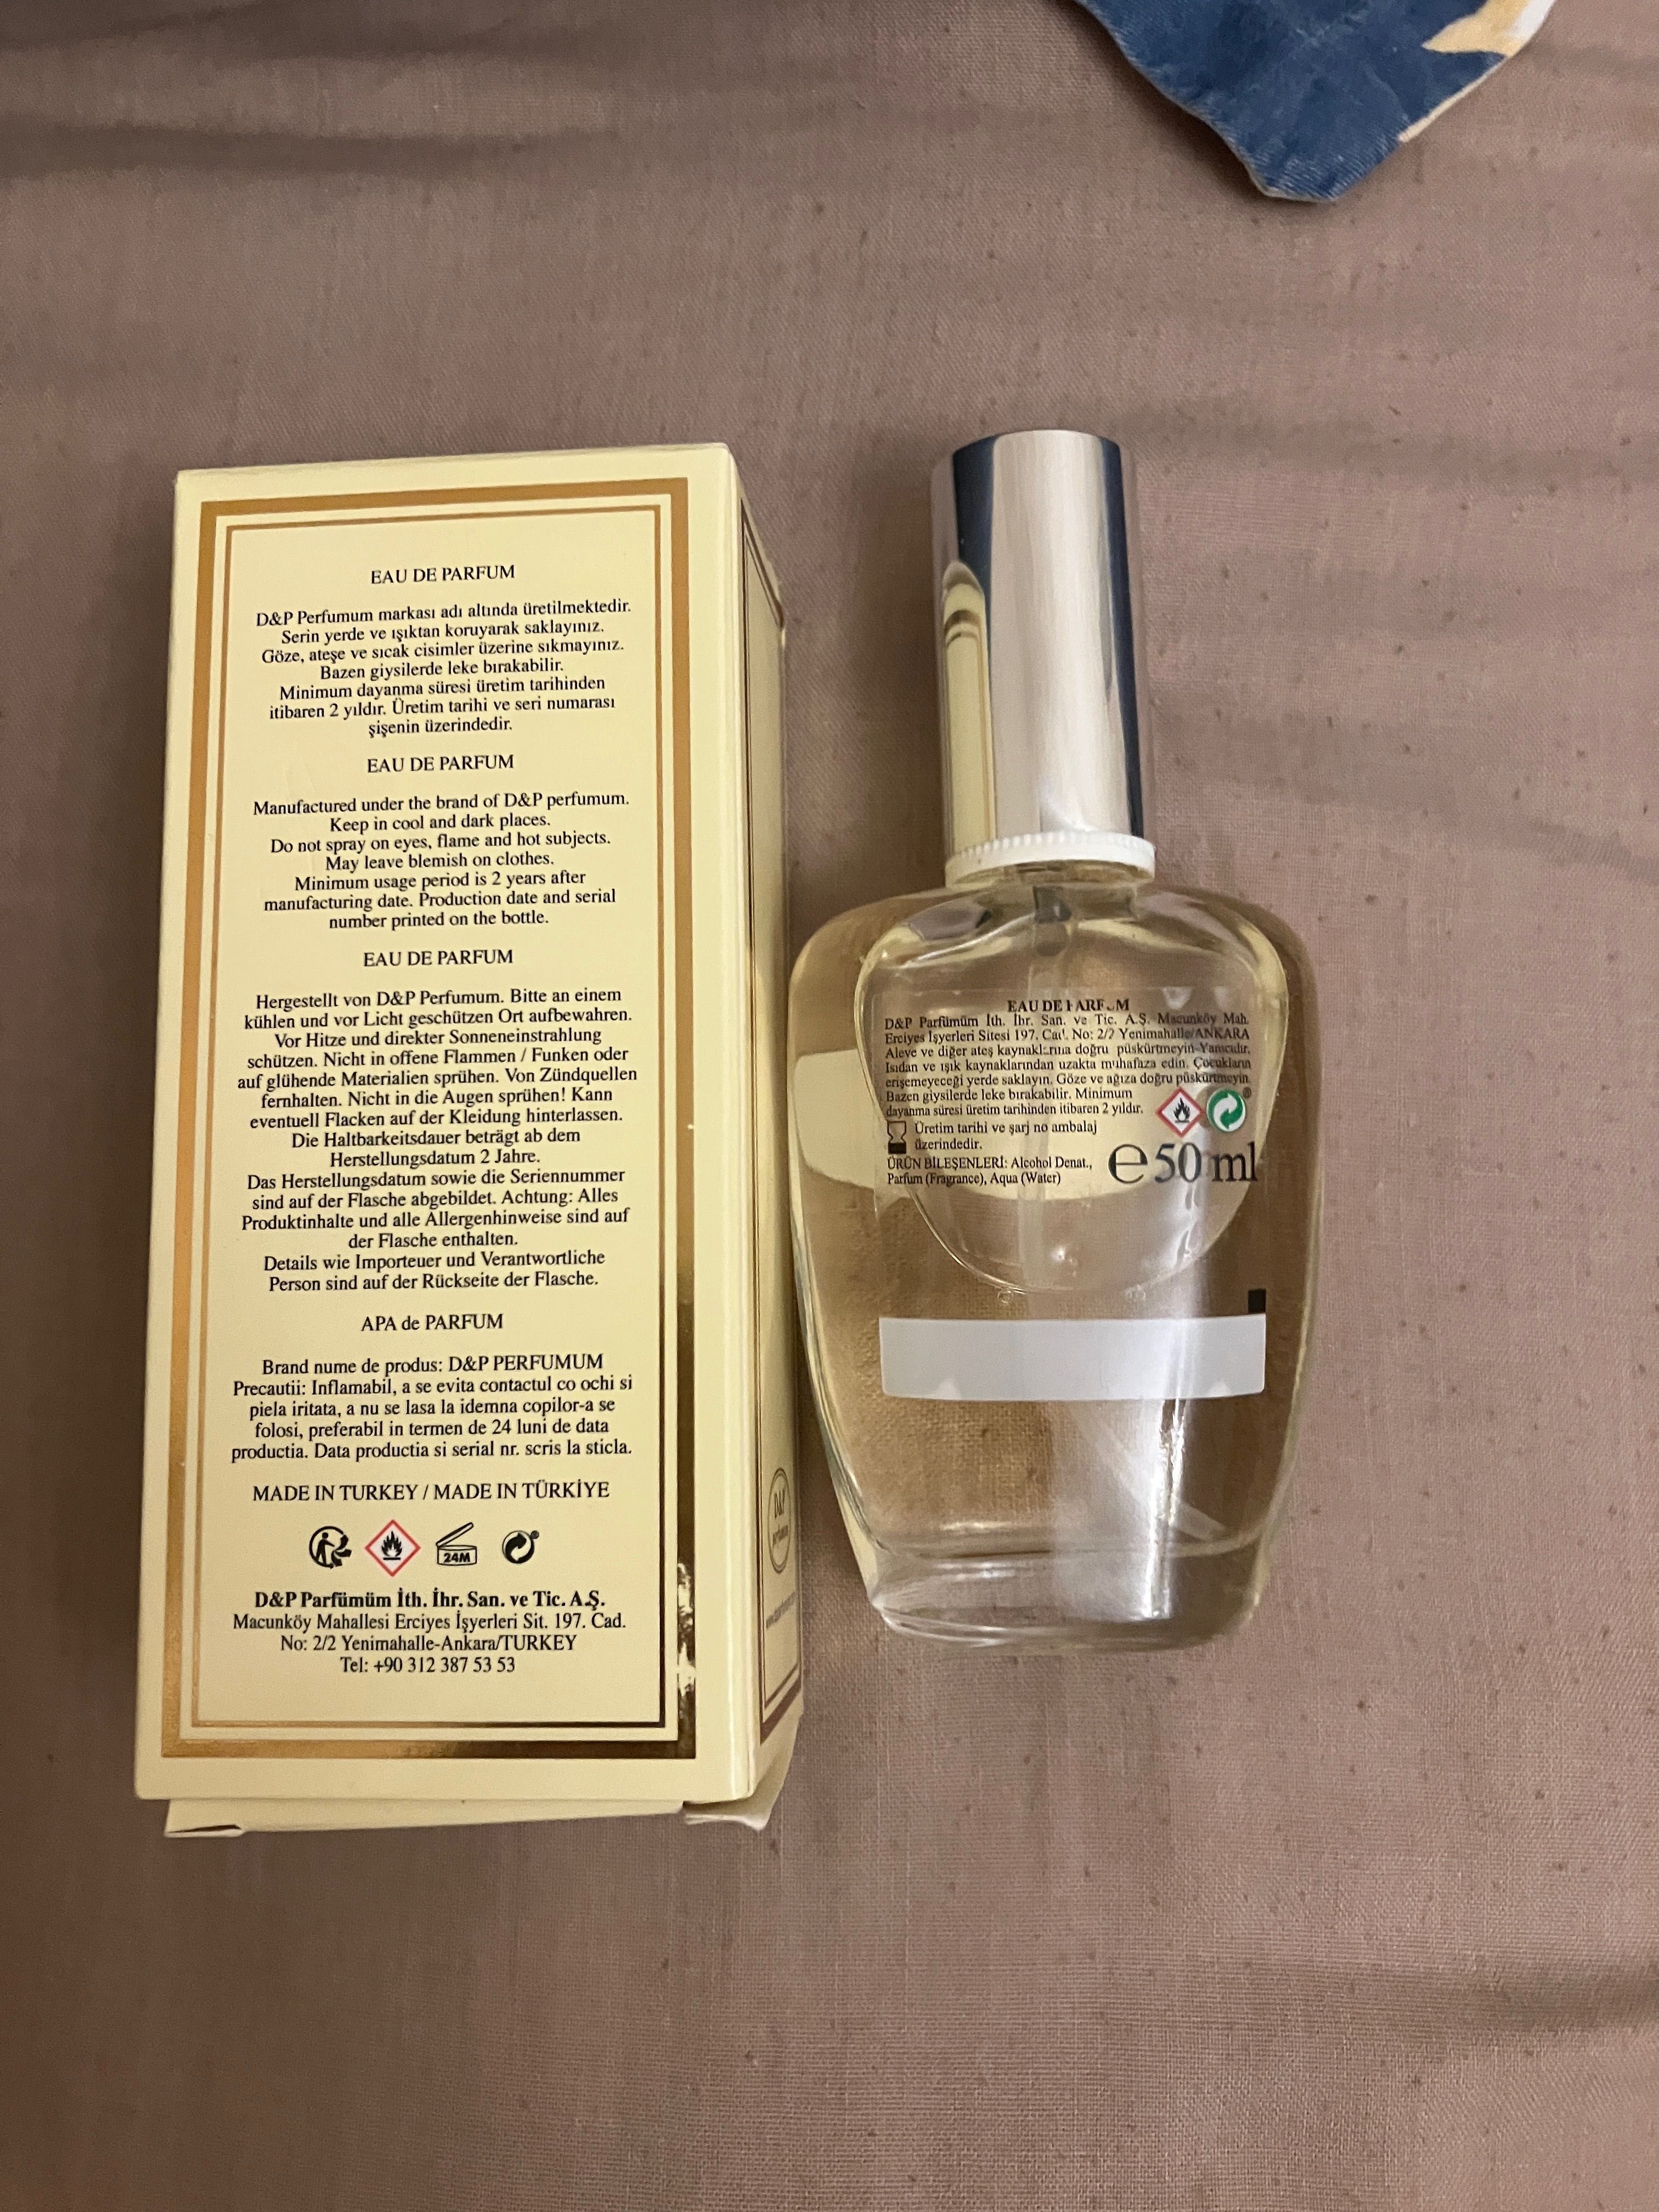 EAU DE PARFUM
D&P Perfumum markası adı altında üretilmektedir.
Serin yerde ve ışıktan koruyarak saklayınız.
Göze, ateşe ve sıcak cisimler üzerine sıkmayınız.
Bazen giysilerde leke bırakabilir.
Minimum dayanma süresi üretim tarihinden
itibaren 2 yıldır. Üretim tarihi ve seri numarası
şişenin üzerindedir.
EAU DE PARFUM
Manufactured under the brand of D&P perfumum.
Keep in cool and dark places.
Do not spray on eyes, flame and hot subjects.
May leave blemish on clothes.
Minimum usage period is 2 years after
manufacturing date. Production date and serial
number printed on the bottle.
EAU DE PARFUM
Hergestellt von D&P Perfumum. Bitte an einem
kühlen und vor Licht geschützen Ort aufbewahren.
Vor Hitze und direkter Sonneneinstrahlung
schützen. Nicht in offene Flammen / Funken oder
auf glühende Materialien sprühen. Von Zündquellen
fernhalten. Nicht in die Augen sprühen! Kann
eventuell Flacken auf der Kleidung hinterlassen.
Die Haltbarkeitsdauer beträgt ab dem
Herstellungsdatum 2 Jahre.
Das Herstellungsdatum sowie die Seriennummer
sind auf der Flasche abgebildet. Achtung: Alles
Produktinhalte und alle Allergenhinweise sind auf
der Flasche enthalten.
Details wie Importeuer und Verantwortliche
Person sind auf der Rückseite der Flasche.
APA de PARFUM
Brand nume de produs: D&P PERFUMUM
Precautii: Inflamabil, a se evita contactul co ochi si
piela iritata, a nu se lasa la idemna copilor-a se
folosi, preferabil in termen de 24 luni de data
productia. Data productia si serial nr. scris la sticla.
MADE IN TURKEY / MADE IN TÜRKİYE
24M
D&P Parfümüm İth. İhr. San. ve Tic. A.Ş.
Macunköy Mahallesi Erciyes İşyerleri Sit. 197. Cad.
No: 2/2 Yenimahalle-Ankara/TURKEY
Tel: +90 312 387 53 53
D&P
EAU DE PARFUM
D&P Parfümüm İth. İhr. San. ve Tic. A.Ş. Macunköy Mah.
Erciyes İşyerleri Sitesi 197. Cad. No: 2/2 Yenimahalle/ANKARA
Aleve ve diğer ateş kaynaklarına doğru püskürtmeyin-Yanıcıdır.
Isıdan ve ışık kaynaklarından uzakta muhafaza edin. Çocukların
erişemeyeceği yerde saklayın. Göze ve ağıza doğru püskürtmeyin.
Bazen giysilerde leke bırakabilir. Minimum
dayanma süresi üretim tarihinden itibaren 2 yıldır.
Üretim tarihi ve şarj no ambalaj
üzerindedir.
ÜRÜN BİLEŞENLERİ: Alcohol Denat.,
Parfum (Fragrance), Aqua (Water)
℮50 ml